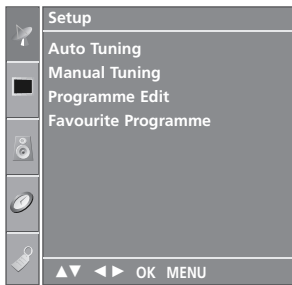 Setup
Auto Tuning
Manual Tuning
Programme Edit
Favourite Programme
▲▼ ◄► OK MENU